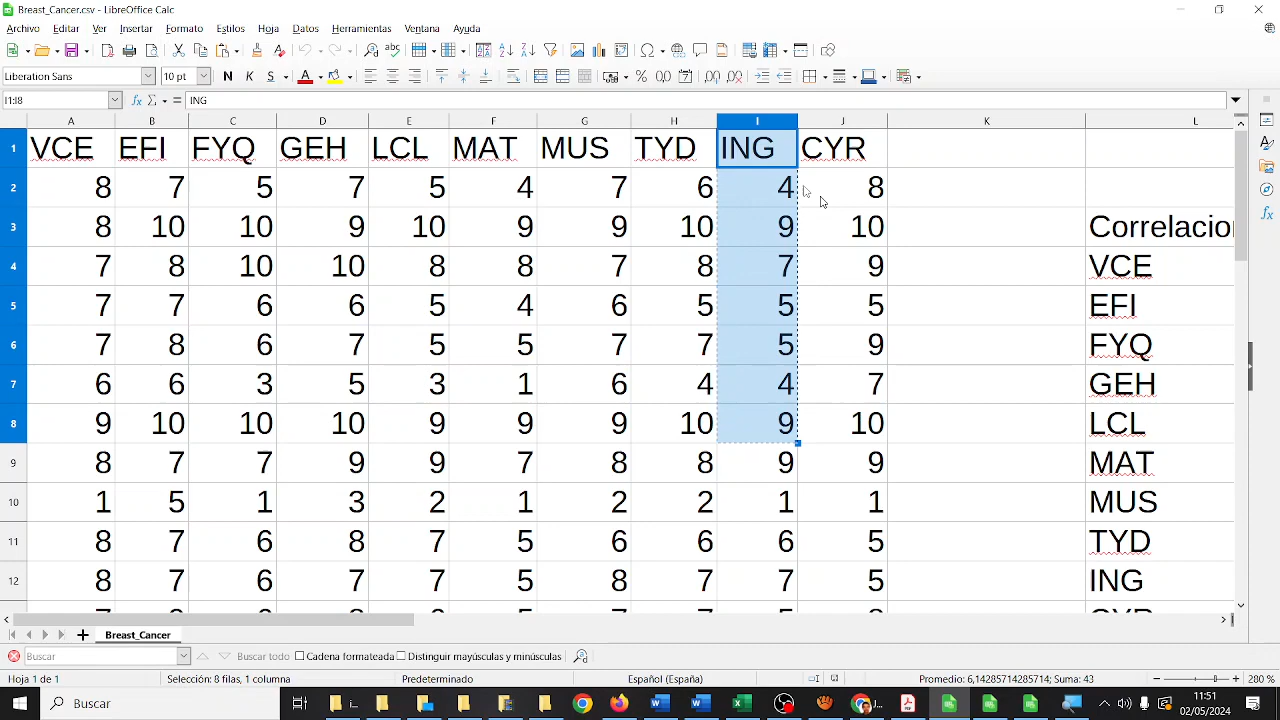 Breast_Cancer.csv - LibreOffice Calc
Archivo Editar Ver Insertar Formato Estilos Hoja Datos Herramientas Ventana Ayuda
Liberation Sans 10 pt N K S
I1:I8 ING
A B C D E F G H I J K L
1 VCE EFI FYQ GEH LCL MAT MUS TYD ING CYR
2 8 7 5 7 5 4 7 6 4 8
3 8 10 10 9 10 9 9 10 9 10 Correlacion
4 7 8 10 10 8 8 7 8 7 9 VCE
5 7 7 6 6 5 4 6 5 5 5 EFI
6 7 8 6 7 5 5 7 7 5 9 FYQ
7 6 6 3 5 3 1 6 4 4 7 GEH
8 9 10 10 10 9 9 9 10 9 10 LCL
9 8 7 7 9 9 7 8 8 9 9 MAT
10 1 5 1 3 2 1 2 2 1 1 MUS
11 8 7 6 8 7 5 6 6 6 5 TYD
12 8 7 6 7 7 5 8 7 7 5 ING
Breast_Cancer
Buscar Buscar todo Cadena formateada Distinguir mayúsculas y minúsculas
Hoja 1 de 1 Selección: 8 filas, 1 columna Predeterminado Español (España) Promedio: 6,14285714285714; Suma: 43 280 %
Buscar 11:51
02/05/2024